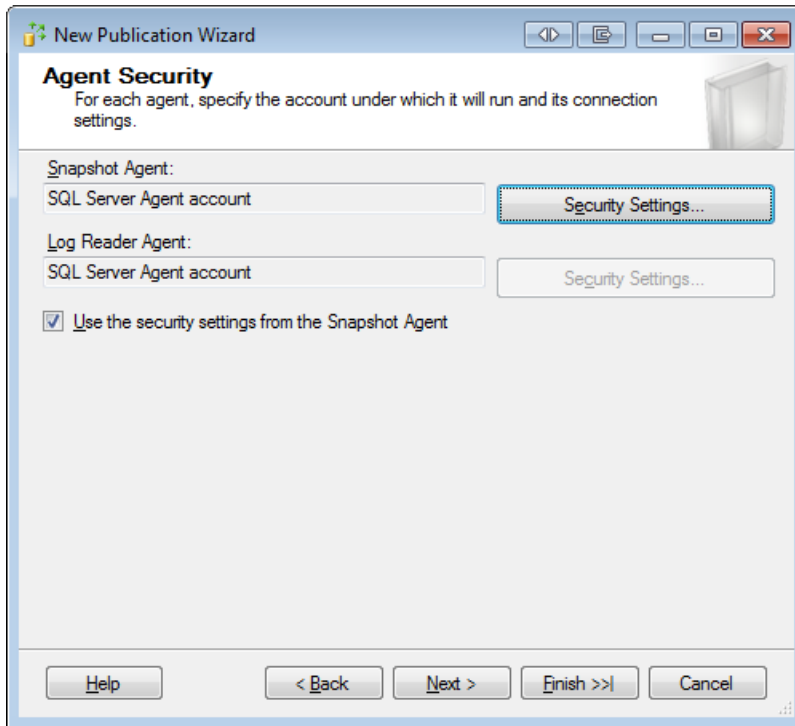 New Publication Wizard
Agent Security
For each agent, specify the account under which it will run and its connection
settings.
Snapshot Agent:
SQL Server Agent account
Security Settings...
Log Reader Agent:
SQL Server Agent account
Security Settings...
Use the security settings from the Snapshot Agent
Help
< Back
Next >
Finish >>|
Cancel